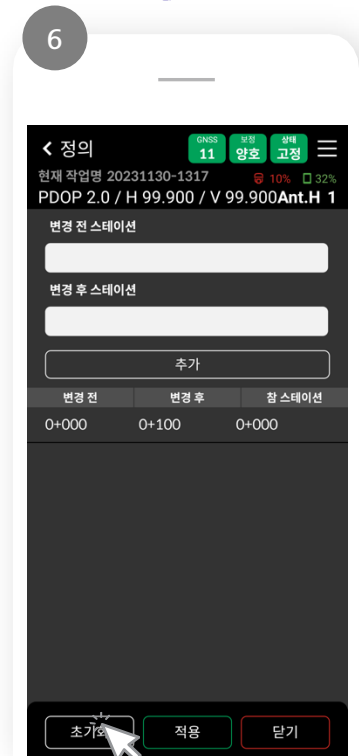 6
정의
GNSS
11
보정
양호
상태
고정
현재 작업명 20231130-1317
10%
32%
PDOP 2.0 / H 99.900 / V 99.900Ant.H 1
변경 전 스테이션
변경 후 스테이션
추가
변경 전 변경 후 참 스테이션
0+000 0+100 0+000
적용 닫기